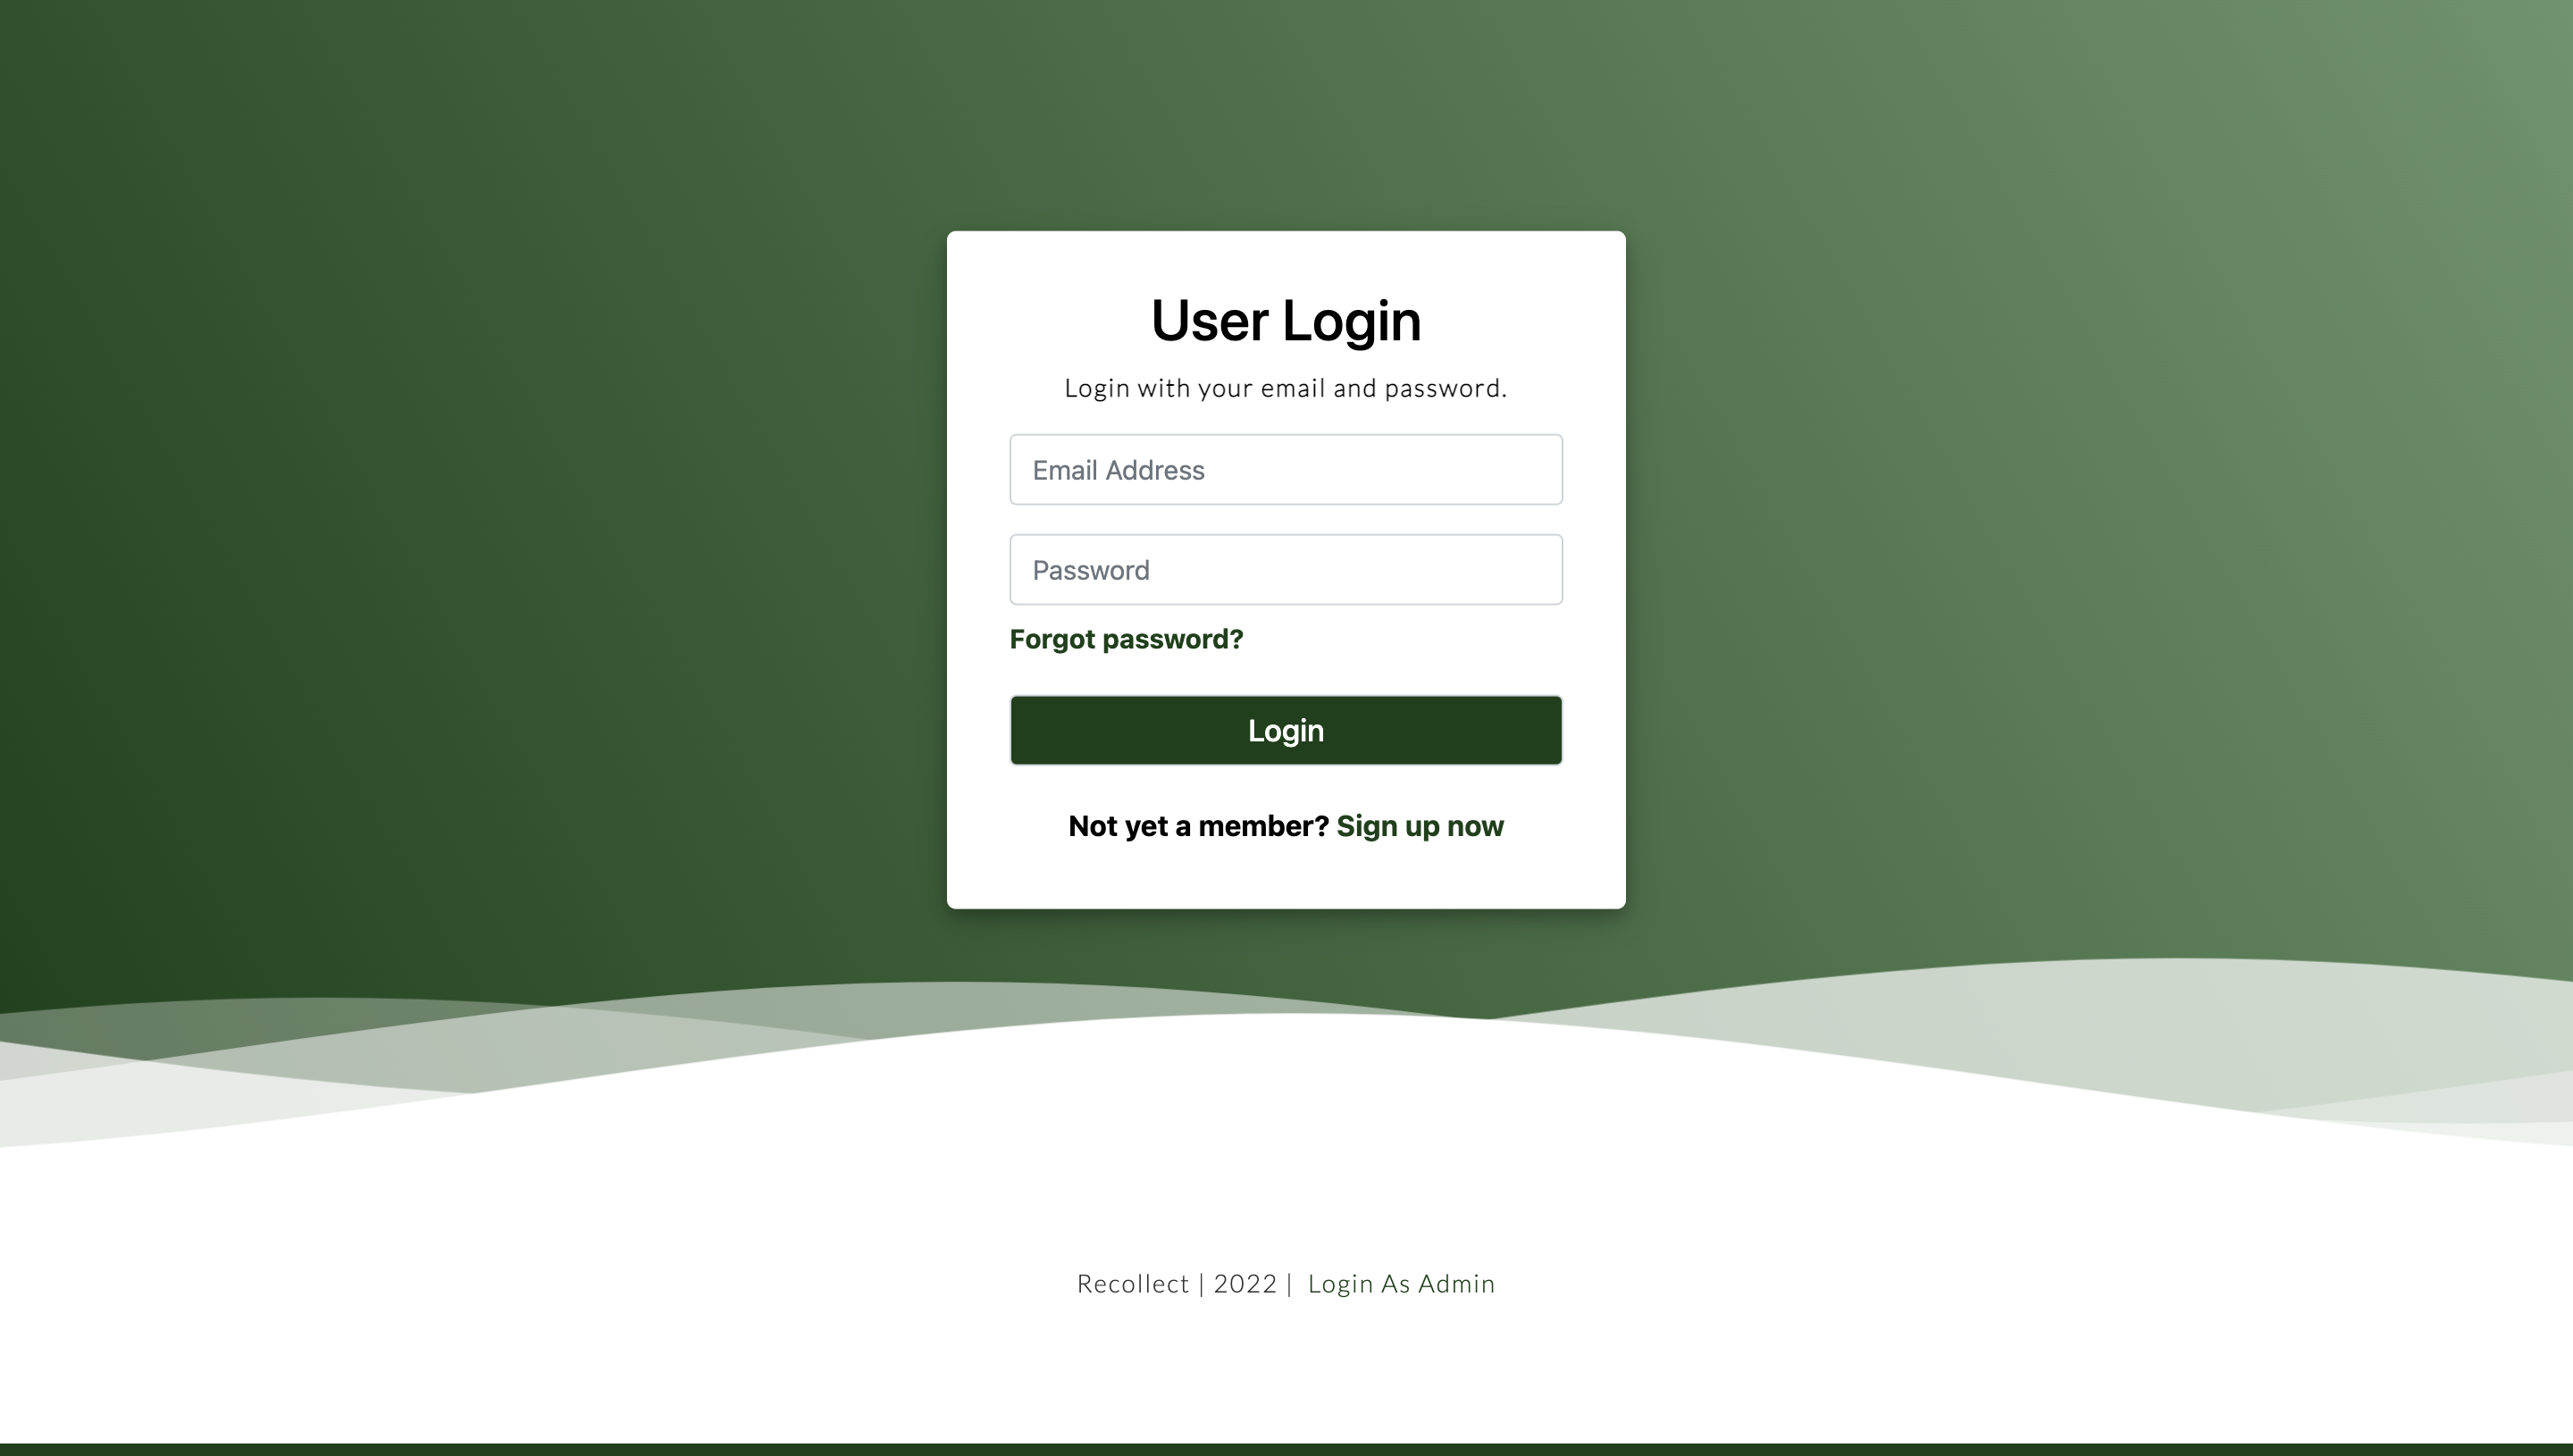 User Login
Login with your email and password.
Email Address
Password
Forgot password?
Login
Not yet a member? Sign up now
Recollect | 2022 | Login As Admin